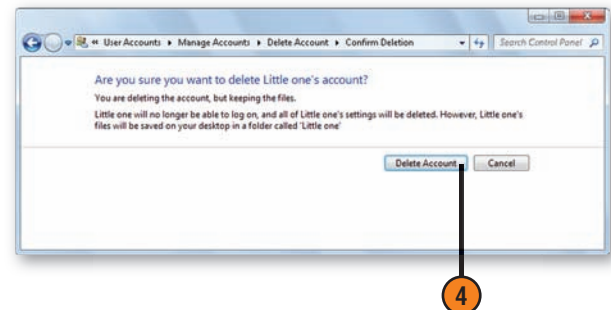 « User Accounts ▸ Manage Accounts ▸ Delete Account ▸ Confirm Deletion
Search Control Panel
Are you sure you want to delete Little one's account?
You are deleting the account, but keeping the files.
Little one will no longer be able to log on, and all of Little one's settings will be deleted. However, Little one's
files will be saved on your desktop in a folder called 'Little one'
Delete Account
Cancel
4